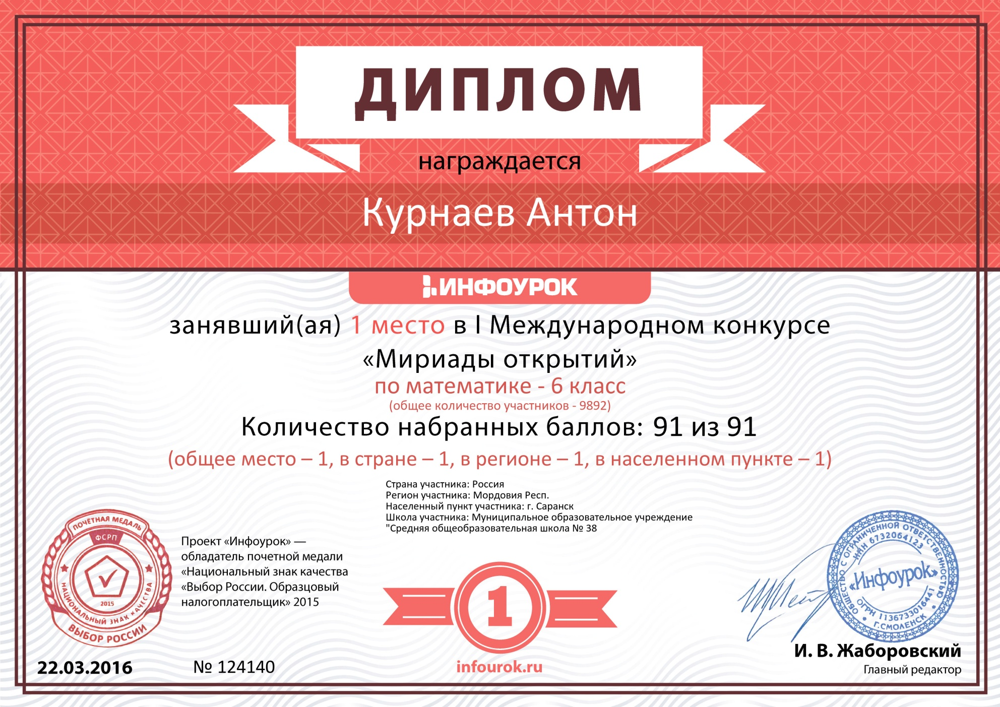 ДИПЛОМ
награждается
Курнаев Антон
ИНФОУРОК
занявший(ая) 1 место в I Международном конкурсе
«Мириады открытий»
по математике - 6 класс
(общее количество участников - 9892)
Количество набранных баллов: 91 из 91
(общее место – 1, в стране – 1, в регионе – 1, в населенном пункте – 1)
Страна участника: Россия
Регион участника: Мордовия Респ.
Населенный пункт участника: г. Саранск
Школа участника: Муниципальное образовательное учреждение
"Средняя общеобразовательная школа № 38
ПОЧЁТНАЯ МЕДАЛЬ
ФСРП
2015
НАЦИОНАЛЬНЫЙ ЗНАК КАЧЕСТВА
ВЫБОР РОССИИ
Проект «Инфоурок» —
обладатель почетной медали
«Национальный знак качества
«Выбор России. Образцовый
налогоплательщик» 2015
1
infourok.ru
ОБЩЕСТВО С ОГРАНИЧЕННОЙ ОТВЕТСТВЕННОСТЬЮ
ИНН 6732064123
«Инфоурок»
ОГРН 1136733016441
Г.СМОЛЕНСК
И. В. Жаборовский
Главный редактор
22.03.2016
№ 124140